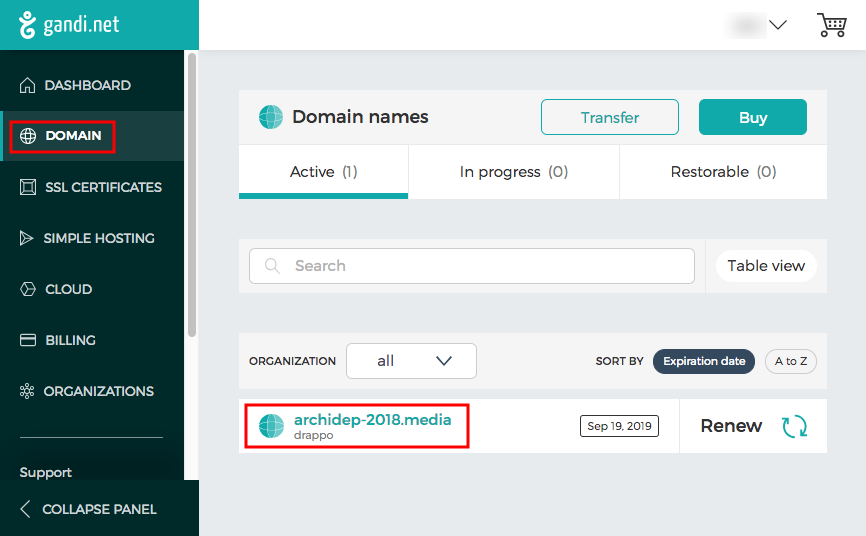 gandi.net
DASHBOARD
DOMAIN
SSL CERTIFICATES
SIMPLE HOSTING
CLOUD
BILLING
ORGANIZATIONS
Support
COLLAPSE PANEL
Domain names
Transfer
Buy
Active (1)
In progress (0)
Restorable (0)
Search
Table view
ORGANIZATION
all
SORT BY
Expiration date
A to Z
archidep-2018.media
drappo
Sep 19, 2019
Renew